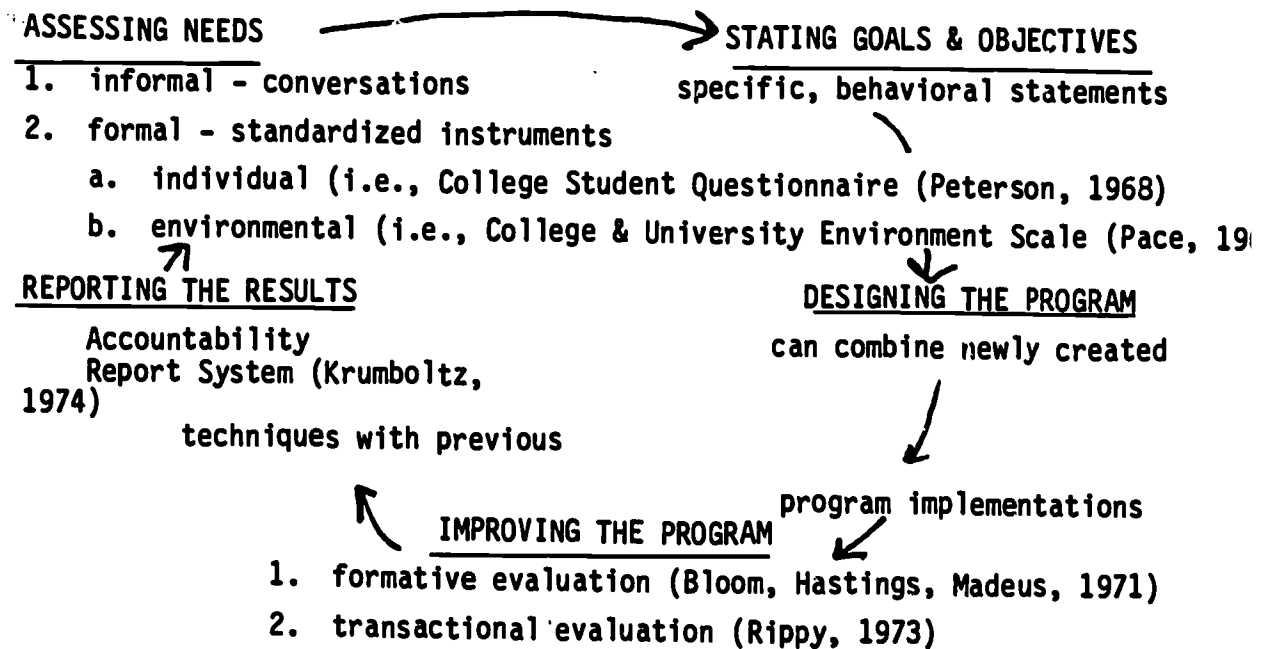 ASSESSING NEEDS
STATING GOALS & OBJECTIVES
1. informal - conversations
specific, behavioral statements
2. formal - standardized instruments
a. individual (i.e., College Student Questionnaire (Peterson, 1968)
b. environmental (i.e., College & University Environment Scale (Pace,
REPORTING THE RESULTS
DESIGNING THE PROGRAM
Accountability
can combine newly created
Report System (Krumboltz,
1974)
techniques with previous
program implementations
IMPROVING THE PROGRAM
1. formative evaluation (Bloom, Hastings, Madeus, 1971)
2. transactional evaluation (Rippy, 1973)